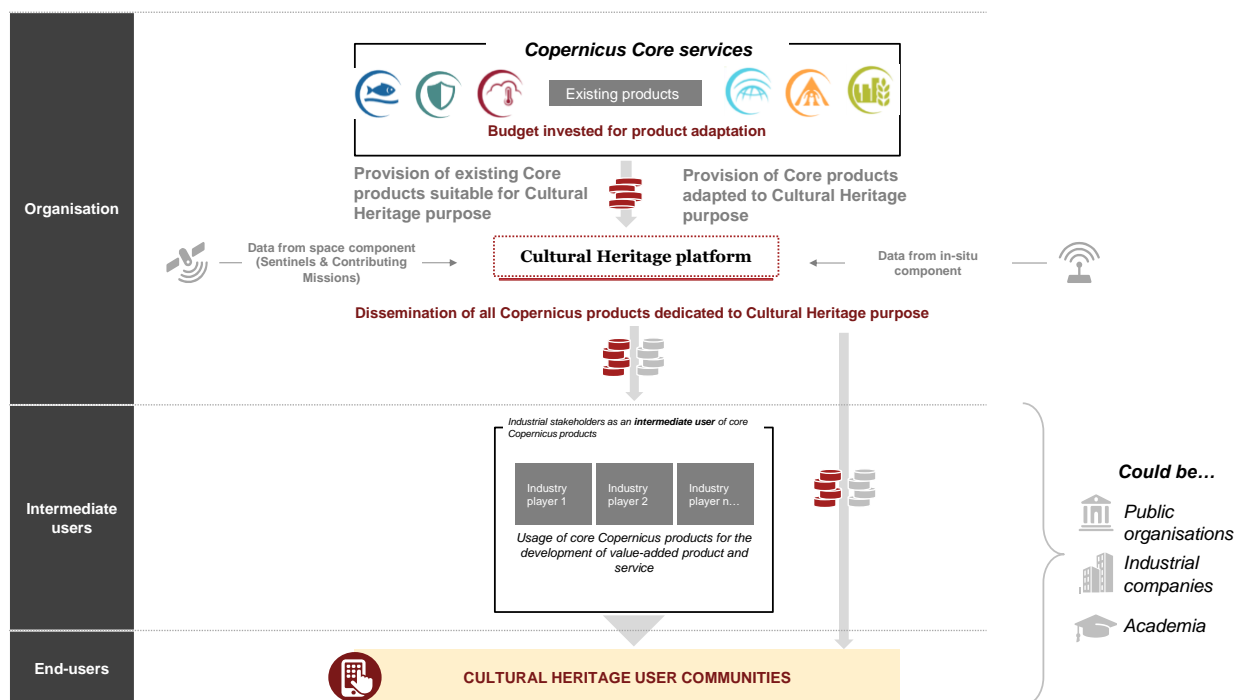 Organisation
Copernicus Core services
Existing products
Budget invested for product adaptation
Provision of existing Core
products suitable for Cultural
Heritage purpose
Provision of Core products
adapted to Cultural Heritage
purpose
Data from space component
(Sentinels & Contributing
Missions)
Cultural Heritage platform
Data from in-situ
component
Dissemination of all Copernicus products dedicated to Cultural Heritage purpose
Intermediate
users
Industrial stakeholders as an intermediate user of core
Copernicus products
Industry
player 1
Industry
player 2
Industry
player n…
Usage of core Copernicus products for the
development of value-added product and
service
Could be…
Public
organisations
Industrial
companies
Academia
End-users
CULTURAL HERITAGE USER COMMUNITIES